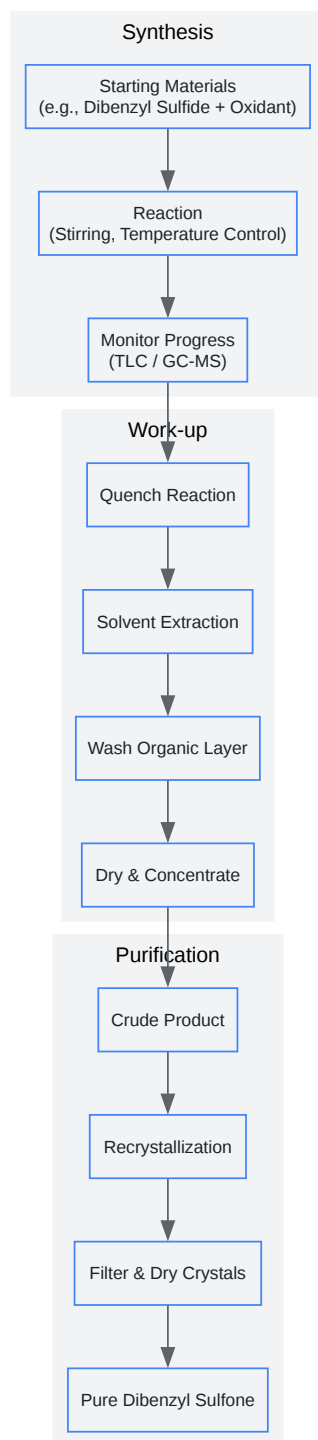 Synthesis
Starting Materials
(e.g., Dibenzyl Sulfide + Oxidant)
Reaction
(Stirring, Temperature Control)
Monitor Progress
(TLC / GC-MS)
Work-up
Quench Reaction
Solvent Extraction
Wash Organic Layer
Dry & Concentrate
Purification
Crude Product
Recrystallization
Filter & Dry Crystals
Pure Dibenzyl Sulfone